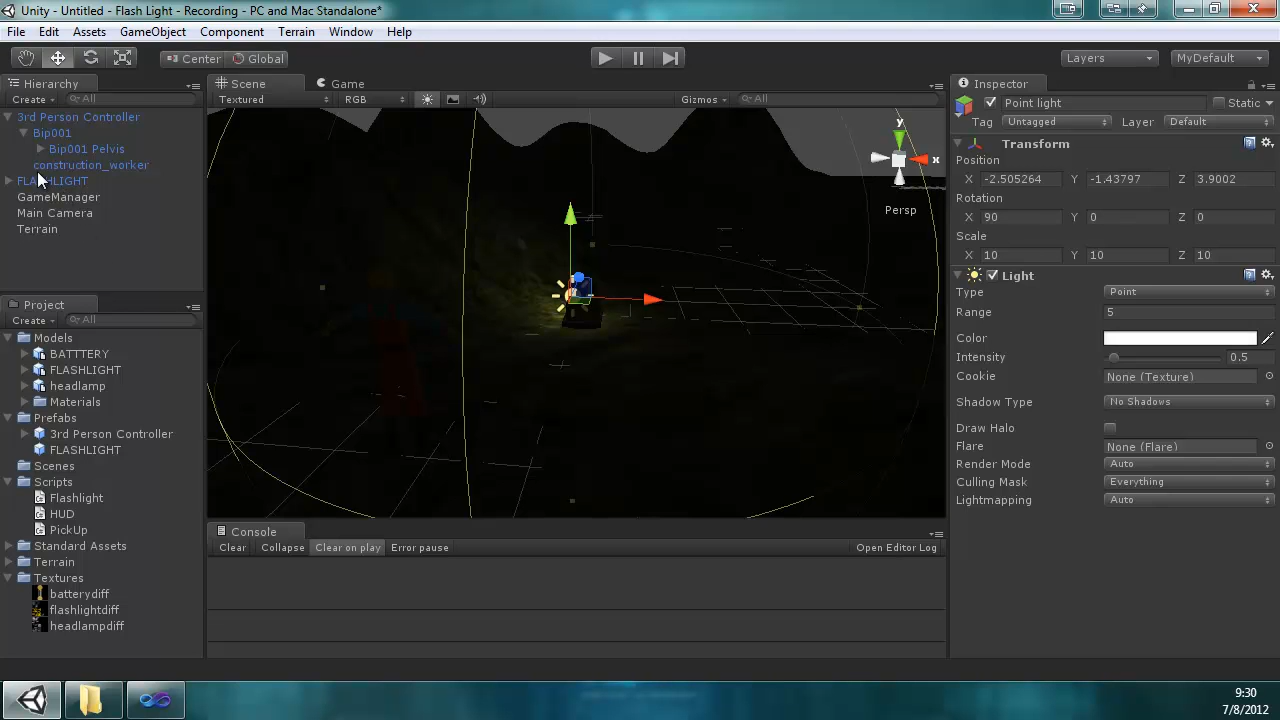 Unity - Untitled - Flash Light - Recording - PC and Mac Standalone*
File Edit Assets GameObject Component Terrain Window Help
Center Global Layers MyDefault
Hierarchy
Create All
3rd Person Controller
Bip001
Bip001 Pelvis
construction_worker
FLASHLIGHT
GameManager
Main Camera
Terrain
Project
Create All
Models
BATTTERY
FLASHLIGHT
headlamp
Materials
Prefabs
3rd Person Controller
FLASHLIGHT
Scenes
Scripts
Flashlight
HUD
PickUp
Standard Assets
Terrain
Textures
batterydiff
flashlightdiff
headlampdiff
Scene Game
Textured RGB Gizmos All
y
x
Persp
Console
Clear Collapse Clear on play Error pause Open Editor Log
Inspector
Point light Static
Tag Untagged Layer Default
Transform
Position
X -2.505264 Y -1.43797 Z 3.9002
Rotation
X 90 Y 0 Z 0
Scale
X 10 Y 10 Z 10
Light
Type Point
Range 5
Color
Intensity 0.5
Cookie None (Texture)
Shadow Type No Shadows
Draw Halo
Flare None (Flare)
Render Mode Auto
Culling Mask Everything
Lightmapping Auto
9:30
7/8/2012